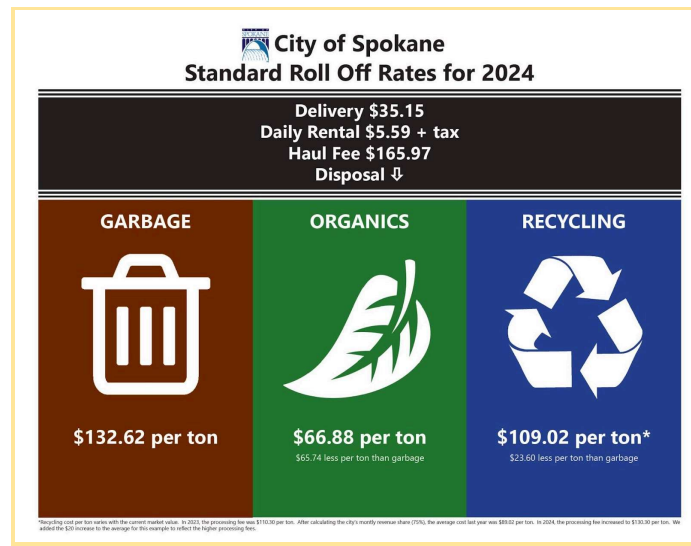 SPOKANE
City of Spokane
Standard Roll Off Rates for 2024
Delivery $35.15
Daily Rental $5.59 + tax
Haul Fee $165.97
Disposal ⇩
GARBAGE
ORGANICS
RECYCLING
$132.62 per ton
$66.88 per ton
$65.74 less per ton than garbage
$109.02 per ton*
$23.60 less per ton than garbage
*Recycling cost per ton varies with the current market value. In 2023, the processing fee was $110.30 per ton. After calculating the city's montly revenue share (75%), the average cost last year was $89.02 per ton. In 2024, the processing fee increased to $130.30 per ton. We
added the $20 increase to the average for this example to reflect the higher processing fees.